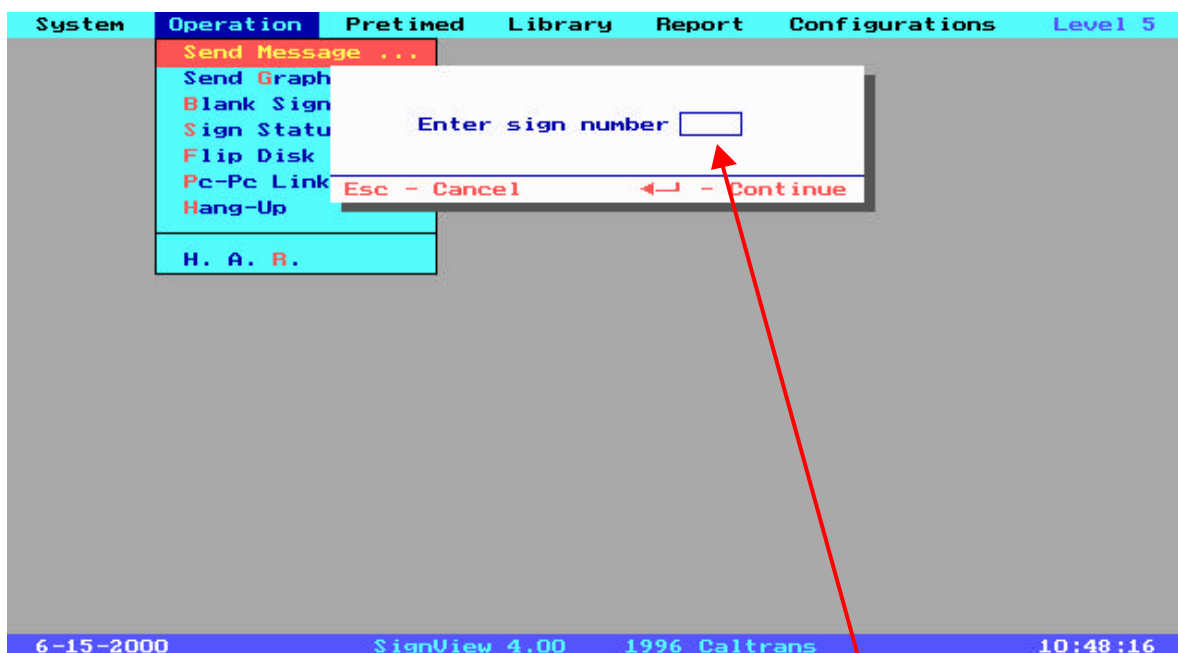 System Operation Pretimed Library Report Configurations Level 5
Send Message ...
Send Graph
Blank Sign
Sign Statu
Flip Disk
Pc-Pc Link
Hang-Up
H. A. R.
Enter sign number
Esc - Cancel ◄─┘ - Continue
6-15-2000 SignView 4.00 1996 Caltrans 10:48:16